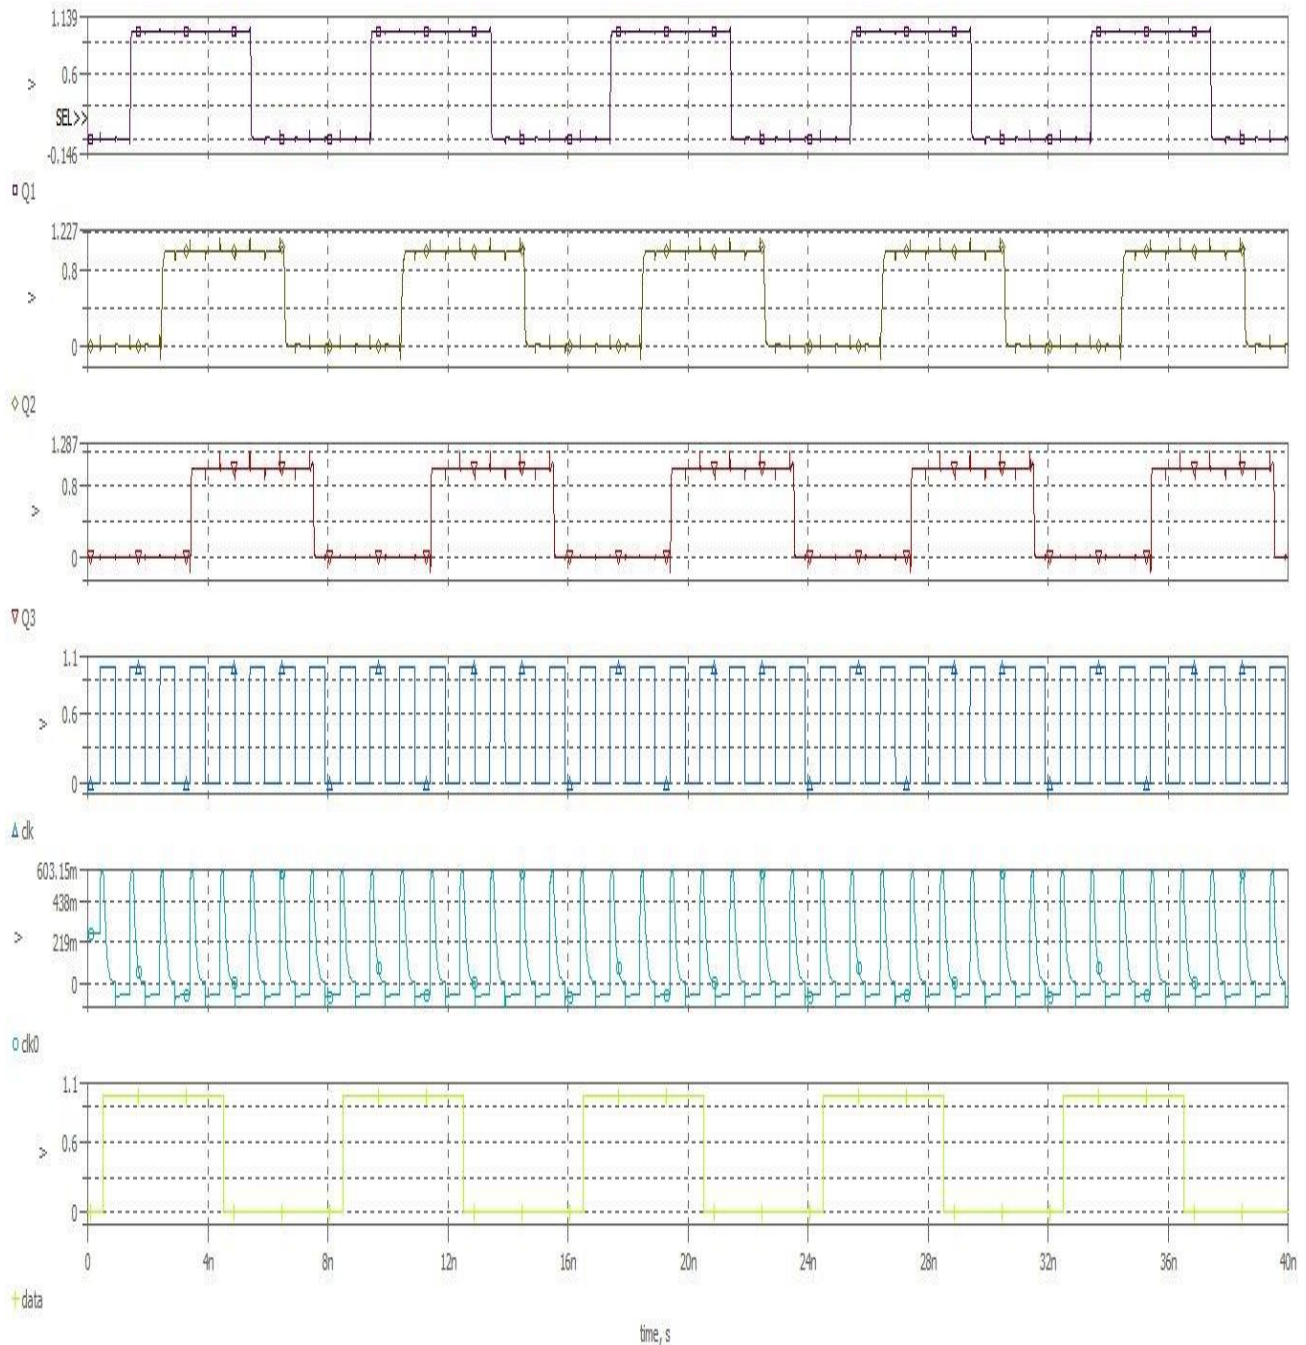 1.139
0.6
V
SEL>>
-0.146
Q1
1.227
0.8
V
0
Q2
1.287
0.8
V
0
Q3
1.1
0.6
V
0
clk
603.15m
438m
219m
V
0
clk0
1.1
0.6
V
0
0 4n 8n 12n 16n 20n 24n 28n 32n 36n 40n
data
time, s